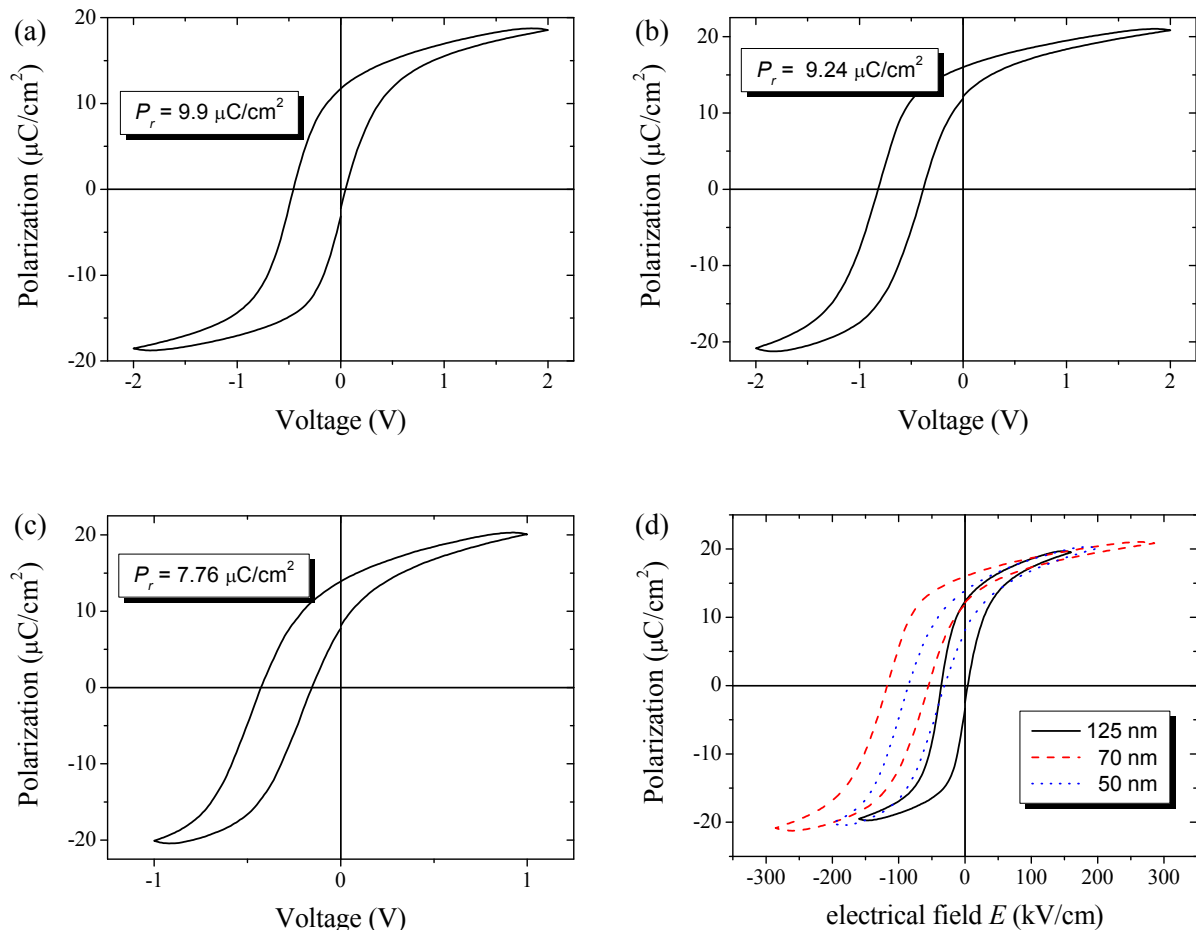 (a)
20
10
0
-10
-20
-2
-1
0
1
2
Polarization (μC/cm²)
Voltage (V)
P_r = 9.9 μC/cm²
(b)
20
10
0
-10
-20
-2
-1
0
1
2
Polarization (μC/cm²)
Voltage (V)
P_r = 9.24 μC/cm²
(c)
20
10
0
-10
-20
-1
0
1
Polarization (μC/cm²)
Voltage (V)
P_r = 7.76 μC/cm²
(d)
20
10
0
-10
-20
-300
-200
-100
0
100
200
300
Polarization (μC/cm²)
electrical field E (kV/cm)
125 nm
70 nm
50 nm